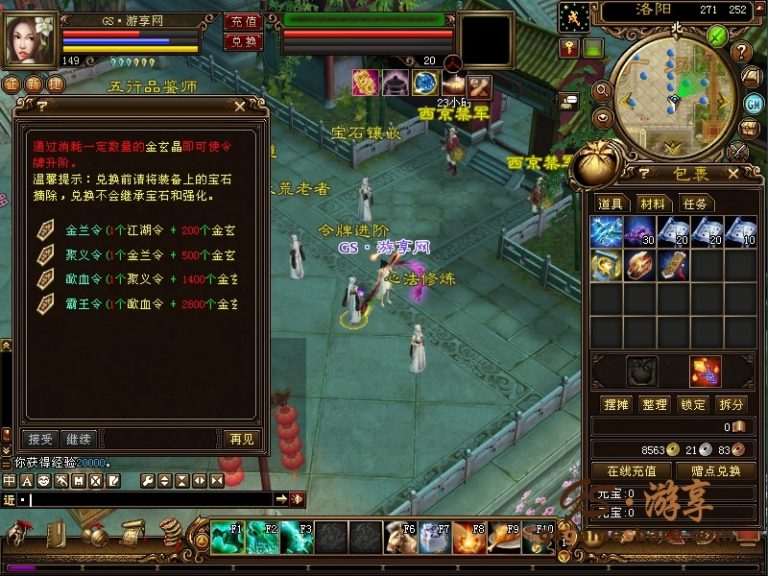 GS·游享网
充值
兑换
149
20
23小时
洛阳
271 252
北
GM
五行品鉴师
西京禁军
宝石镶嵌
荒老者
西京禁军
令牌进阶
GS·游享网
心法修炼
?
通过消耗一定数量的金玄晶即可使令
牌升阶。
温馨提示：兑换前请将装备上的宝石
摘除，兑换不会继承宝石和强化。
金兰令(1个江湖令 + 200个金玄
聚义令(1个金兰令 + 500个金玄
歃血令(1个聚义令 + 1400个金玄
霸王令(1个歃血令 + 2800个金玄
接受
继续
再见
你获得经验20000。
近·
? 包裹
道具
材料
任务
30
20
20
10
摆摊
整理
锁定
拆分
0
8563 21 83
在线充值
赠点兑换
元宝:0
元宝:0
游享
F1
F2
F3
F6
F7
F8
F9
F10